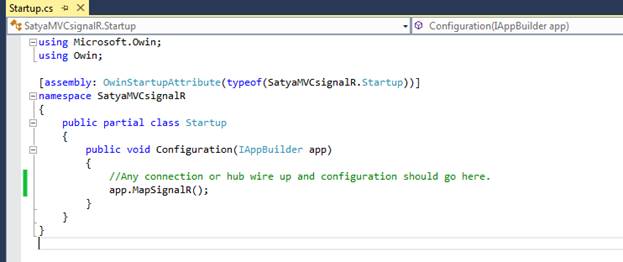 Startup.cs
SatyaMVCsignalR.Startup Configuration(IAppBuilder app)
using Microsoft.Owin;
using Owin;
[assembly: OwinStartupAttribute(typeof(SatyaMVCsignalR.Startup))]
namespace SatyaMVCsignalR
{
public partial class Startup
{
public void Configuration(IAppBuilder app)
{
//Any connection or hub wire up and configuration should go here.
app.MapSignalR();
}
}
}